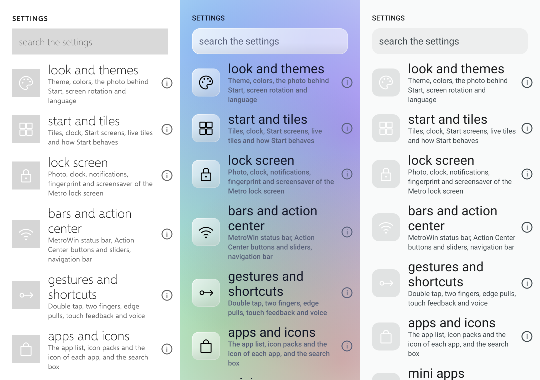 SETTINGS
search the settings
look and themes
Theme, colors, the photo behind
Start, screen rotation and
language
start and tiles
Tiles, clock, Start screens, live tiles
and how Start behaves
lock screen
Photo, clock, notifications,
fingerprint and screensaver of the
Metro lock screen
bars and action
center
MetroWin status bar, Action
Center buttons and sliders,
navigation bar
gestures and
shortcuts
Double tap, two fingers, edge
pulls, touch feedback and voice
apps and icons
The app list, icon packs and the
icon of each app, and the search
box
SETTINGS
search the settings
look and themes
Theme, colors, the photo behind
Start, screen rotation and
language
start and tiles
Tiles, clock, Start screens, live
tiles and how Start behaves
lock screen
Photo, clock, notifications,
fingerprint and screensaver of the
Metro lock screen
bars and action
center
MetroWin status bar, Action
Center buttons and sliders,
navigation bar
gestures and
shortcuts
Double tap, two fingers, edge
pulls, touch feedback and voice
apps and icons
The app list, icon packs and the
icon of each app, and the search
box
SETTINGS
search the settings
look and themes
Theme, colors, the photo behind
Start, screen rotation and
language
start and tiles
Tiles, clock, Start screens, live tiles
and how Start behaves
lock screen
Photo, clock, notifications,
fingerprint and screensaver of the
Metro lock screen
bars and action
center
MetroWin status bar, Action Center
buttons and sliders, navigation bar
gestures and
shortcuts
Double tap, two fingers, edge pulls,
touch feedback and voice
apps and icons
The app list, icon packs and the
icon of each app, and the search
box
mini apps